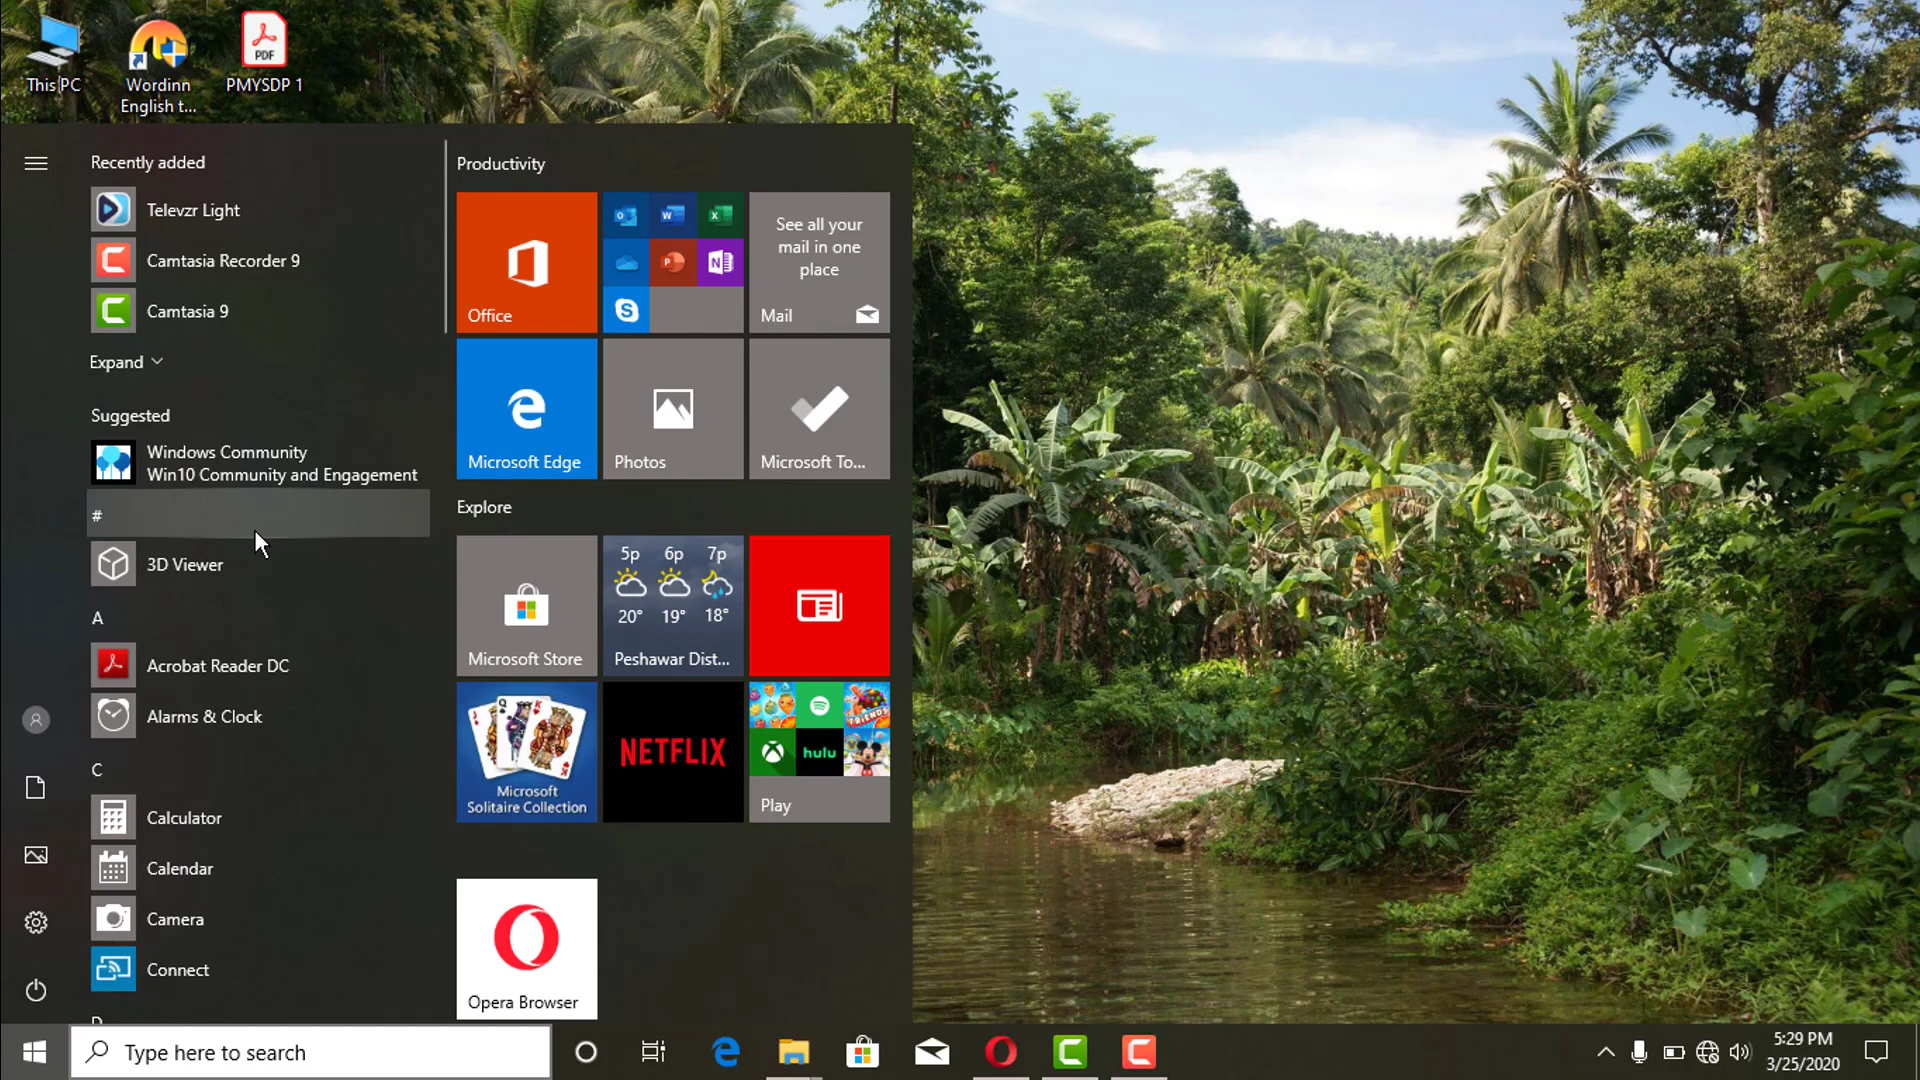 This PC
Wordinn
English t...
PMYSDP 1
PDF
Recently added
Televzr Light
Camtasia Recorder 9
Camtasia 9
Expand
Suggested
Windows Community
Win10 Community and Engagement
#
3D Viewer
A
Acrobat Reader DC
Alarms & Clock
C
Calculator
Calendar
Camera
Connect
Productivity
Office
See all your
mail in one
place
Mail
Microsoft Edge
Photos
Microsoft To...
Explore
Microsoft Store
5p 6p 7p
20° 19° 18°
Peshawar Dist...
Microsoft
Solitaire Collection
NETFLIX
hulu
Play
Opera Browser
Type here to search
5:29 PM
3/25/2020